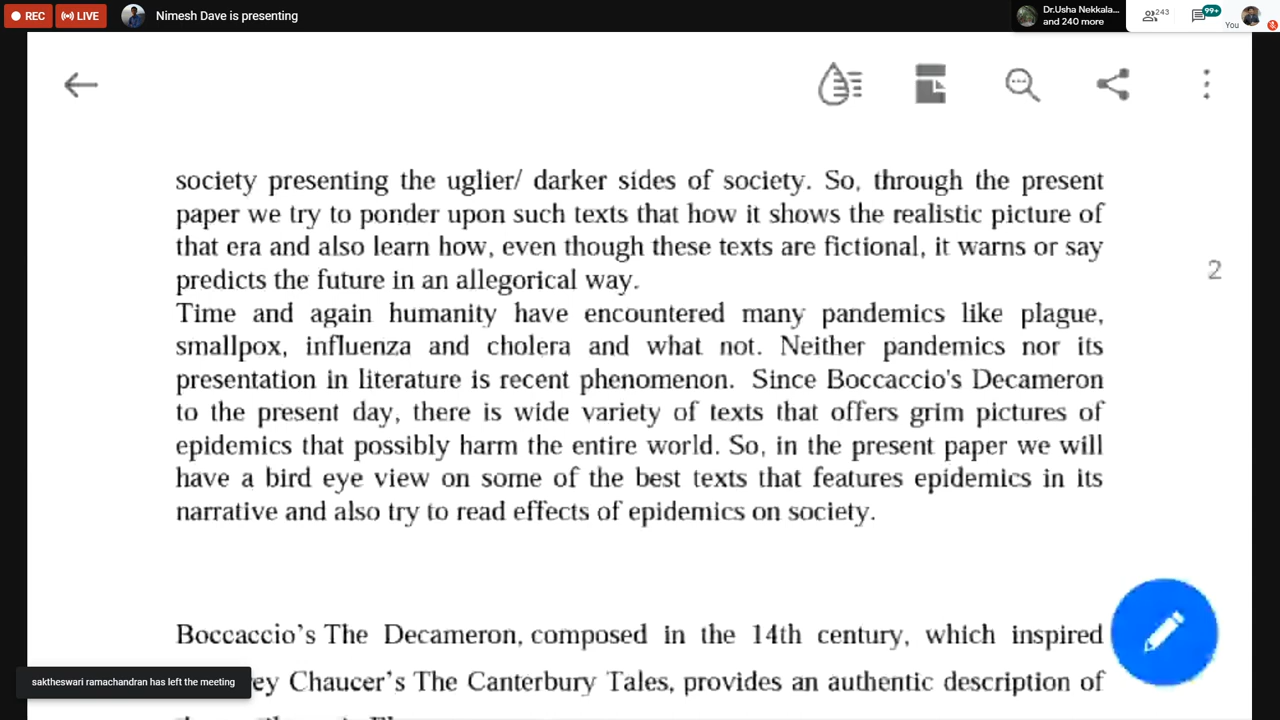 REC
LIVE
Nimesh Dave is presenting
Dr.Usha Nekkala...
and 240 more
243
99+
You
society presenting the uglier/ darker sides of society. So, through the present
paper we try to ponder upon such texts that how it shows the realistic picture of
that era and also learn how, even though these texts are fictional, it warns or say
predicts the future in an allegorical way.
2
Time and again humanity have encountered many pandemics like plague,
smallpox, influenza and cholera and what not. Neither pandemics nor its
presentation in literature is recent phenomenon. Since Boccaccio's Decameron
to the present day, there is wide variety of texts that offers grim pictures of
epidemics that possibly harm the entire world. So, in the present paper we will
have a bird eye view on some of the best texts that features epidemics in its
narrative and also try to read effects of epidemics on society.
Boccaccio’s The Decameron, composed in the 14th century, which inspired
ey Chaucer’s The Canterbury Tales, provides an authentic description of
saktheswari ramachandran has left the meeting